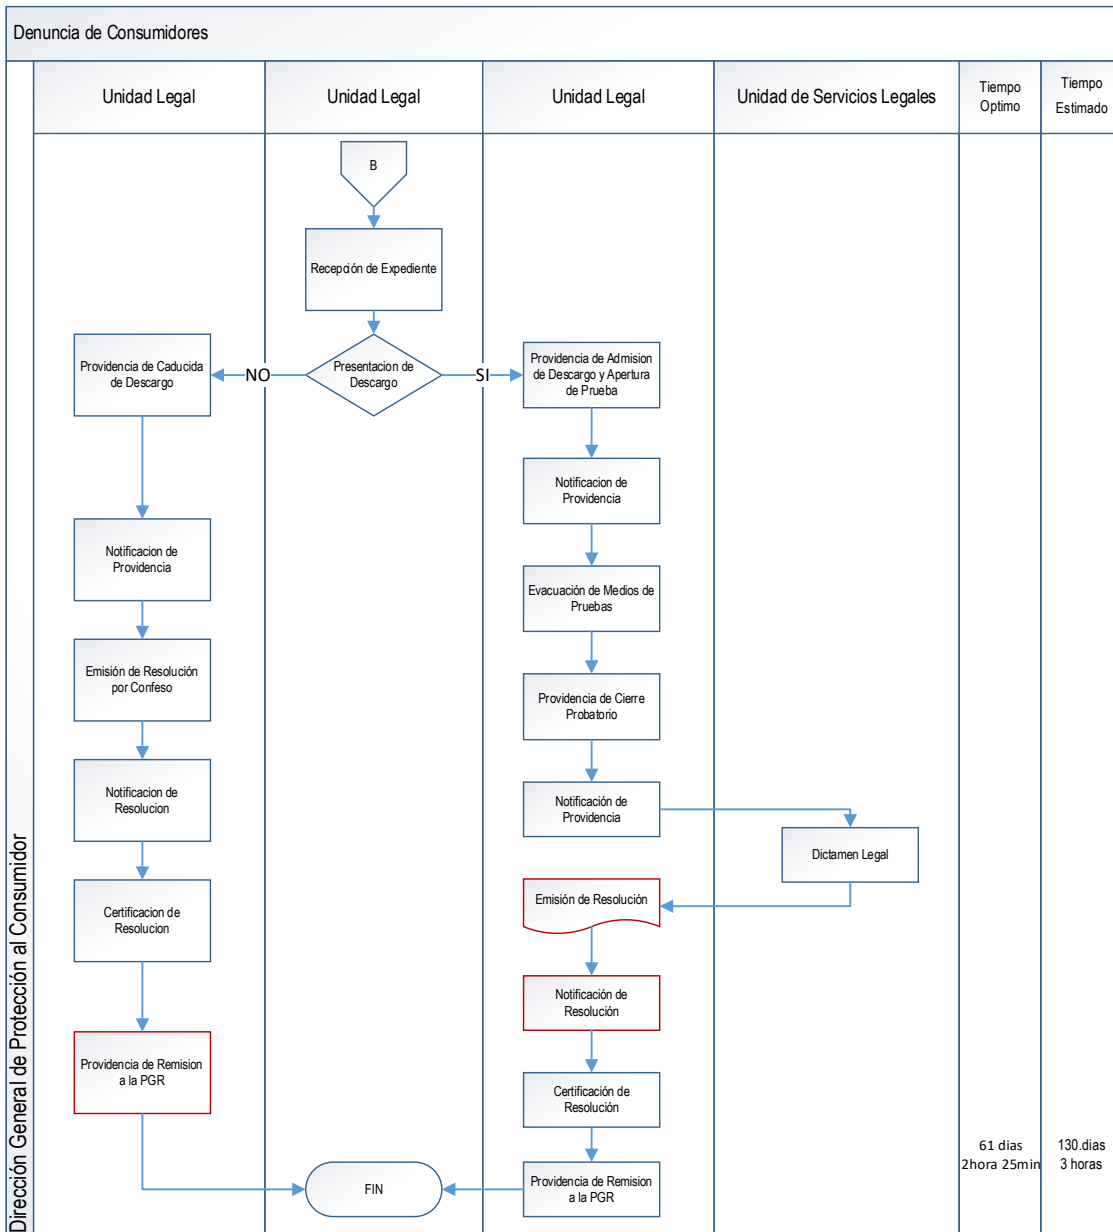 Denuncia de Consumidores
Unidad Legal
Unidad Legal
Unidad Legal
Unidad de Servicios Legales
Tiempo
Optimo
Tiempo
Estimado
Dirección General de Protección al Consumidor
B
Recepción de Expediente
Presentacion de
Descargo
NO
SI
Providencia de Caducida
de Descargo
Notificacion de
Providencia
Emisión de Resolución
por Confeso
Notificacion de
Resolucion
Certificacion de
Resolucion
Providencia de Remision
a la PGR
Providencia de Admision
de Descargo y Apertura
de Prueba
Notificacion de
Providencia
Evacuación de Medios de
Pruebas
Providencia de Cierre
Probatorio
Notificación de
Providencia
Dictamen Legal
Emisión de Resolución
Notificación de
Resolución
Certificación de
Resolución
Providencia de Remision
a la PGR
FIN
61 dias
2hora 25min
130.dias
3 horas